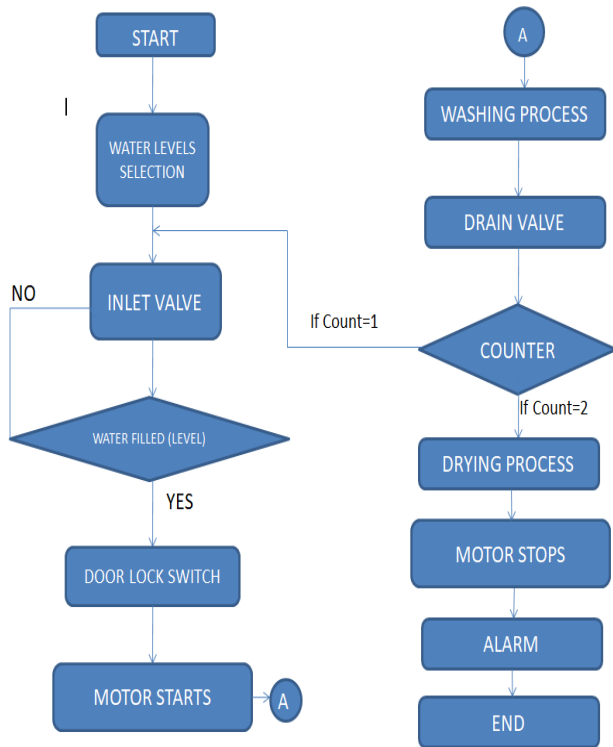 START
I
WATER LEVELS
SELECTION
NO
INLET VALVE
WATER FILLED (LEVEL)
YES
DOOR LOCK SWITCH
MOTOR STARTS
A
A
WASHING PROCESS
DRAIN VALVE
If Count=1
COUNTER
If Count=2
DRYING PROCESS
MOTOR STOPS
ALARM
END